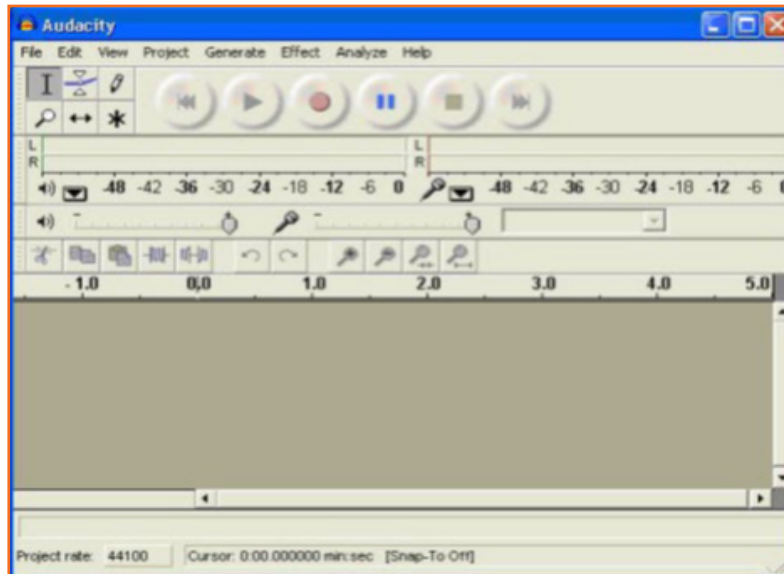 Audacity
File Edit View Project Generate Effect Analyze Help
L L
R R
-48 -42 -36 -30 -24 -18 -12 -6 0 -48 -42 -36 -30 -24 -18 -12 -6 0
- 1.0 0,0 1.0 2.0 3.0 4.0 5.0
Project rate: 44100 Cursor: 0:00.000000 min:sec [Snap-To Off]